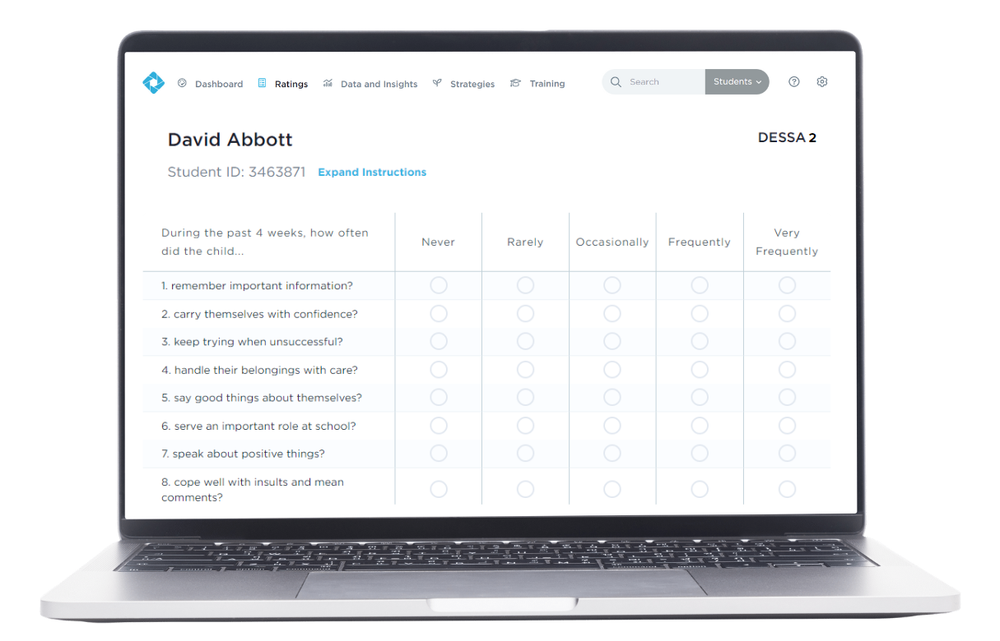 Dashboard Ratings Data and Insights Strategies Training Search Students
David Abbott DESSA 2
Student ID: 3463871 Expand Instructions
During the past 4 weeks, how often
did the child...
Never Rarely Occasionally Frequently Very
Frequently
1. remember important information?
2. carry themselves with confidence?
3. keep trying when unsuccessful?
4. handle their belongings with care?
5. say good things about themselves?
6. serve an important role at school?
7. speak about positive things?
8. cope well with insults and mean
comments?